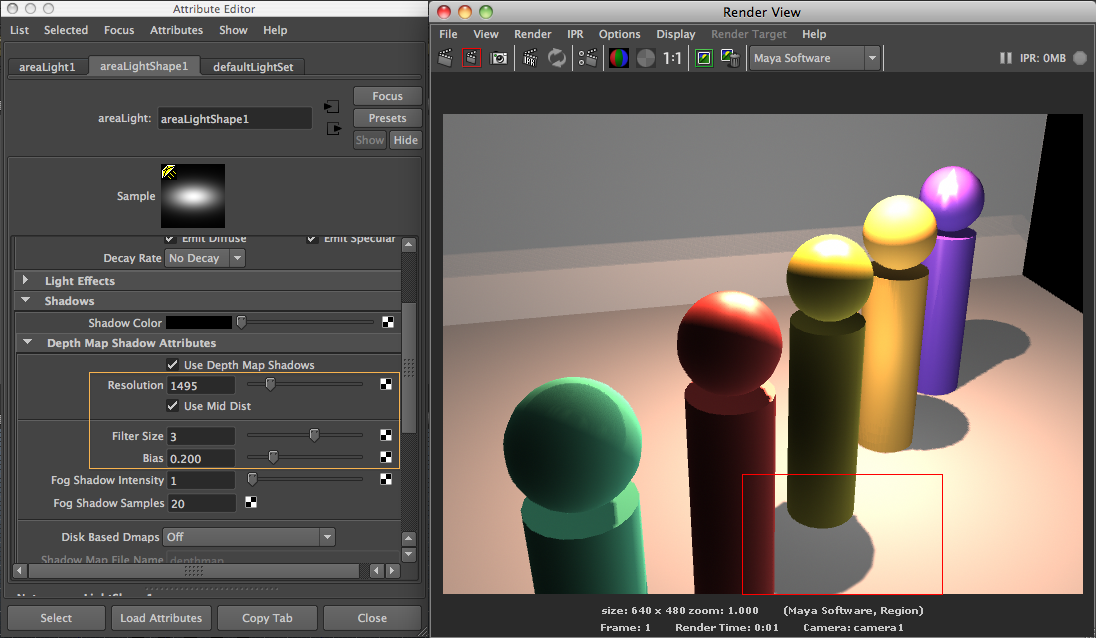 Attribute Editor
List Selected Focus Attributes Show Help
areaLight1 areaLightShape1 defaultLightSet
Focus
areaLight: areaLightShape1
Presets
Show Hide
Sample
Emit Diffuse Emit Specular
Decay Rate No Decay
Light Effects
Shadows
Shadow Color
Depth Map Shadow Attributes
Use Depth Map Shadows
Resolution 1495
Use Mid Dist
Filter Size 3
Bias 0.200
Fog Shadow Intensity 1
Fog Shadow Samples 20
Disk Based Dmaps Off
Shadow Map File Name depthmap
Select Load Attributes Copy Tab Close
Render View
File View Render IPR Options Display Render Target Help
IPR 1:1 Maya Software IPR: 0MB
size: 640 x 480 zoom: 1.000 (Maya Software, Region)
Frame: 1 Render Time: 0:01 Camera: camera1